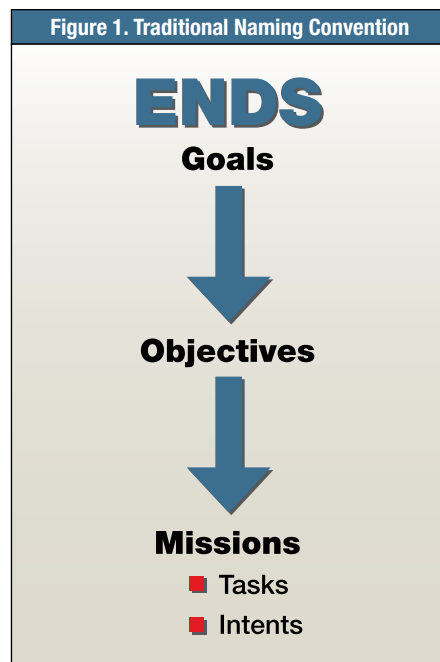 Figure 1. Traditional Naming Convention
ENDS
Goals
Objectives
Missions
Tasks
Intents